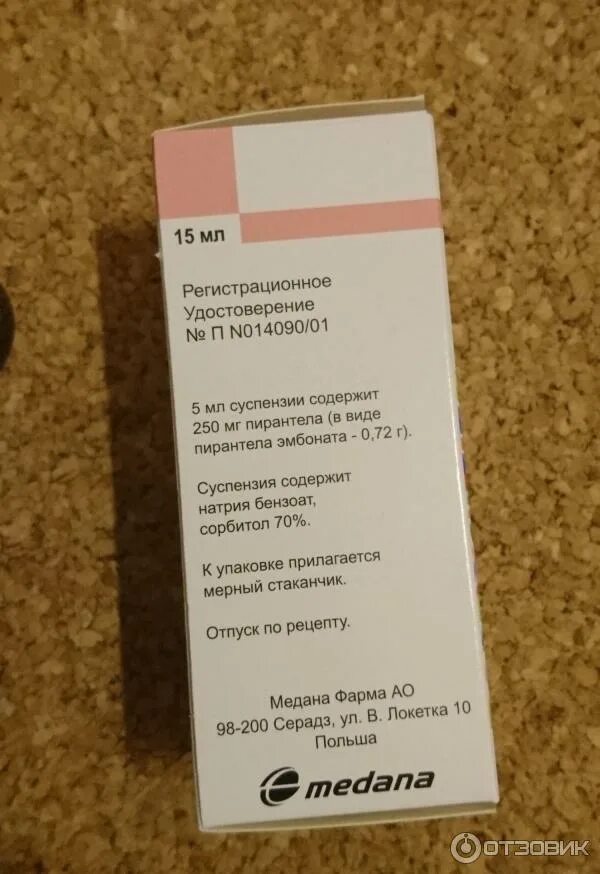 15 мл
Регистрационное
Удостоверение
№ П N014090/01
5 мл суспензии содержит
250 мг пирантела (в виде
пирантела эмбоната - 0,72 г).
Суспензия содержит
натрия бензоат,
сорбитол 70%.
К упаковке прилагается
мерный стаканчик.
Отпуск по рецепту.
Медана Фарма АО
98-200 Серадз, ул. В. Локетка 10
Польша
medana
ОТЗОВИК